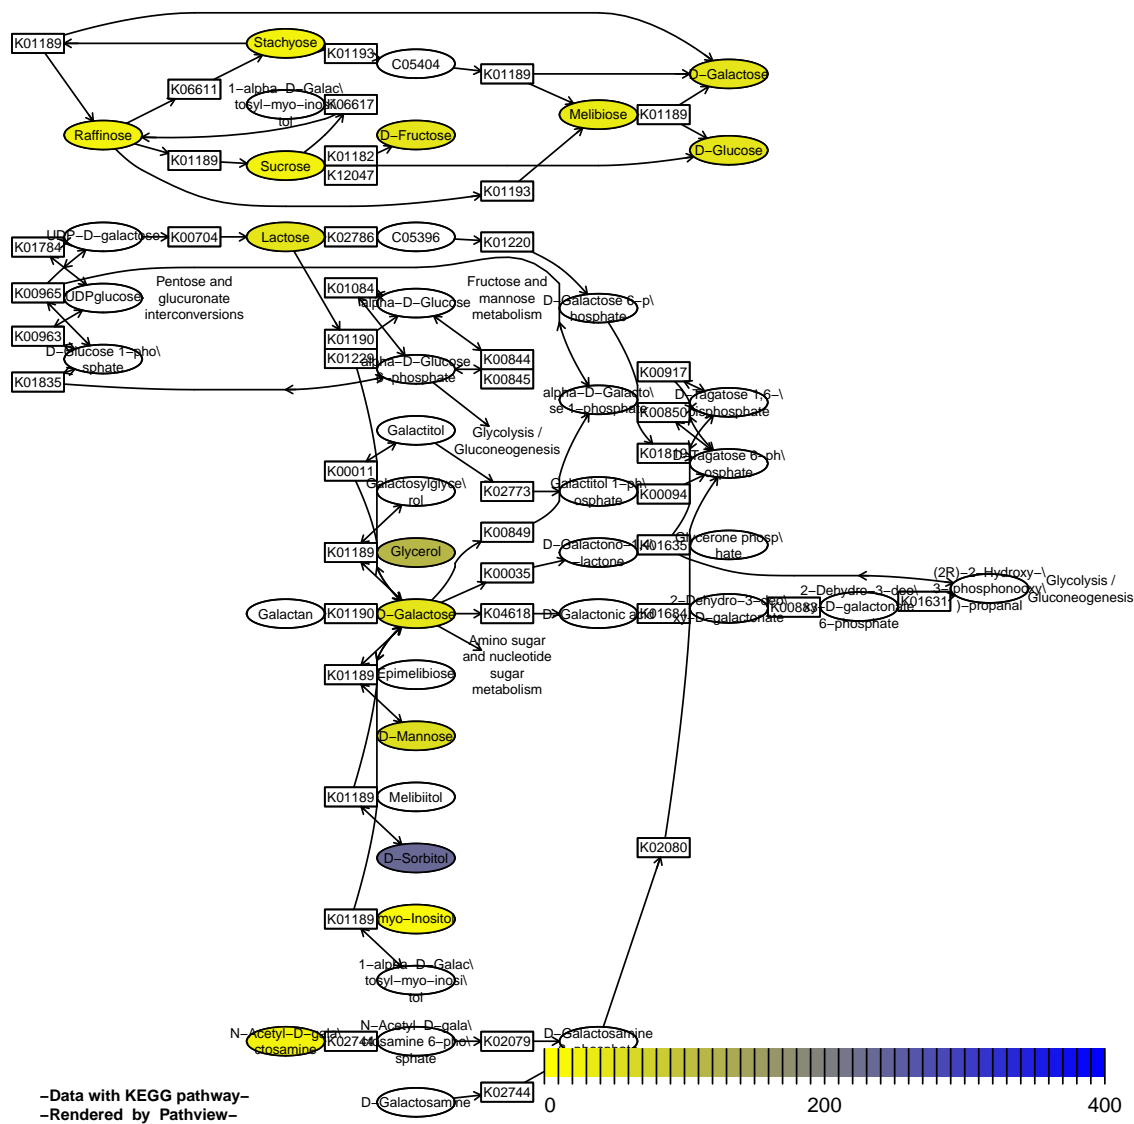 K01189
Stachyose
K01193
C05404
K01189
D−Galactose
K06611
1−alpha−D−Galac\
tosyl−myo−inosi\
tol
K06617
Melibiose
K01189
Raffinose
D−Fructose
K01189
Sucrose
K01182
K12047
D−Glucose
K01193
UDP−D−galactose
K01784
K00704
Lactose
K02786
C05396
K01220
K00965
UDPglucose
Pentose and
glucuronate
interconversions
K01084
alpha−D−Glucose
Fructose and
mannose
metabolism
D−Galactose 6−p\
hosphate
K00963
D−Glucose 1−pho\
sphate
K01835
K01190
K01229
alpha−D−Glucose
6−phosphate
K00844
K00845
K00917
alpha−D−Galacto\
se 1−phosphate
K00850
D−Tagatose 1,6−\
bisphosphate
Galactitol
Glycolysis /
Gluconeogenesis
K01819
D−Tagatose 6−ph\
osphate
K00011
Galactosylglyce\
rol
K02773
Galactitol 1−ph\
osphate
K00094
K00849
K01189
Glycerol
D−Galactono−1,4\
−lactone
K01635
Glycerone phosp\
hate
K00035
(2R)−2−Hydroxy−\
3−(phosphonooxy\
)−propanal
Glycolysis /
Gluconeogenesis
Galactan
K01190
D−Galactose
K04618
D−Galactonic acid
K01684
2−Dehydro−3−deo\
xy−D−galactonate
K00883
2−Dehydro−3−deo\
xy−D−galactonate
6−phosphate
K01631
Amino sugar
and nucleotide
sugar
metabolism
K01189
Epimelibiose
D−Mannose
K01189
Melibiitol
D−Sorbitol
K02080
K01189
myo−Inositol
1−alpha−D−Galac\
tosyl−myo−inosi\
tol
N−Acetyl−D−gala\
ctosamine
K02744
N−Acetyl−D−gala\
ctosamine 6−pho\
sphate
K02079
D−Galactosamine
D−Galactosamine
K02744
−Data with KEGG pathway−
−Rendered by Pathview−
0
200
400